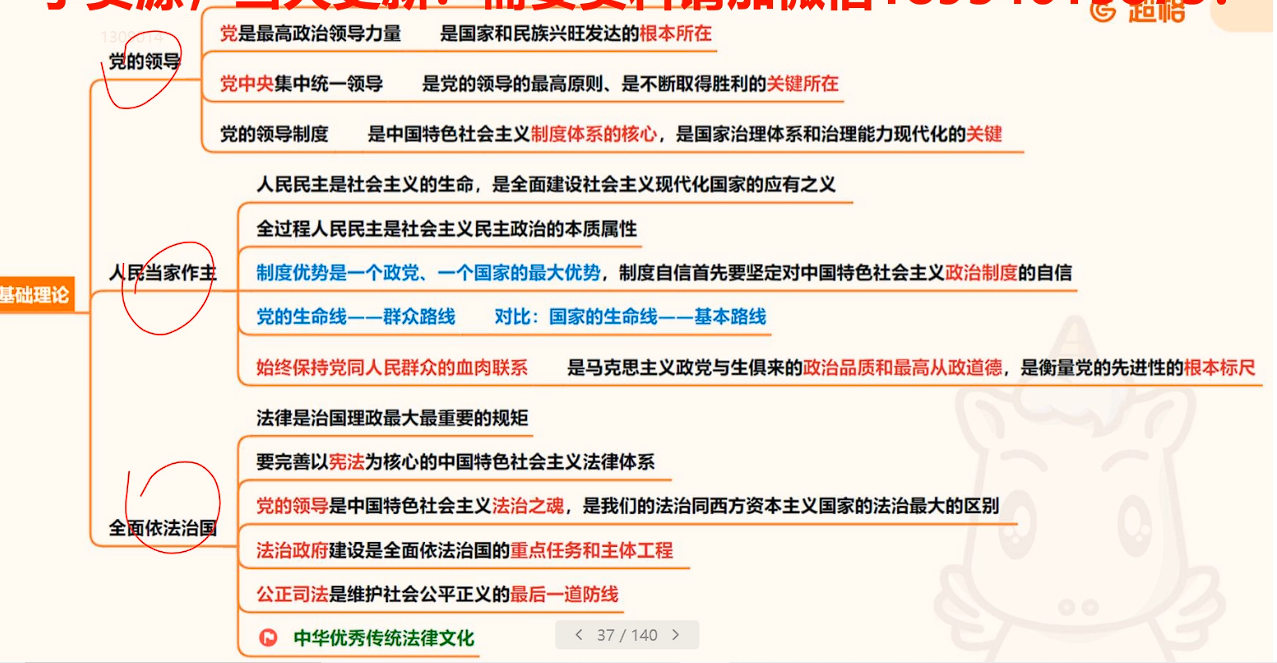 超格
党的领导
党是最高政治领导力量 是国家和民族兴旺发达的根本所在
党中央集中统一领导 是党的领导的最高原则、是不断取得胜利的关键所在
党的领导制度 是中国特色社会主义制度体系的核心，是国家治理体系和治理能力现代化的关键
基础理论
人民当家作主
人民民主是社会主义的生命，是全面建设社会主义现代化国家的应有之义
全过程人民民主是社会主义民主政治的本质属性
制度优势是一个政党、一个国家的最大优势，制度自信首先要坚定对中国特色社会主义政治制度的自信
党的生命线——群众路线 对比：国家的生命线——基本路线
始终保持党同人民群众的血肉联系 是马克思主义政党与生俱来的政治品质和最高从政道德，是衡量党的先进性的根本标尺
全面依法治国
法律是治国理政最大最重要的规矩
要完善以宪法为核心的中国特色社会主义法律体系
党的领导是中国特色社会主义法治之魂，是我们的法治同西方资本主义国家的法治最大的区别
法治政府建设是全面依法治国的重点任务和主体工程
公正司法是维护社会公平正义的最后一道防线
中华优秀传统法律文化
37 / 140